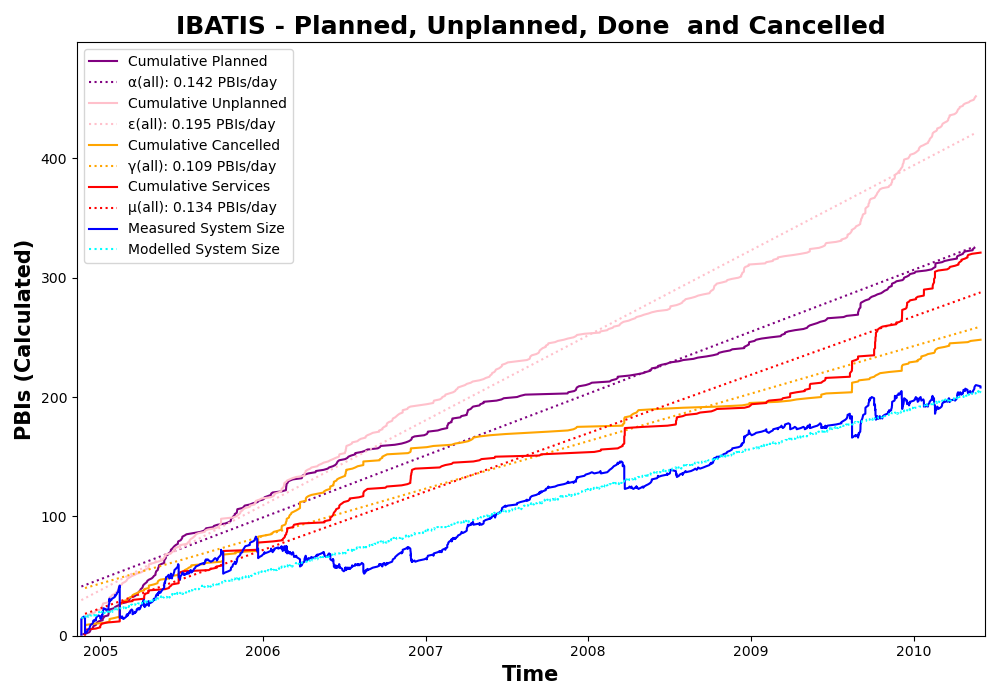 IBATIS - Planned, Unplanned, Done  and Cancelled
Cumulative Planned
α(all): 0.142 PBIs/day
Cumulative Unplanned
ε(all): 0.195 PBIs/day
Cumulative Cancelled
γ(all): 0.109 PBIs/day
Cumulative Services
μ(all): 0.134 PBIs/day
Measured System Size
Modelled System Size
PBIs (Calculated)
400
300
200
100
0
2005 2006 2007 2008 2009 2010
Time